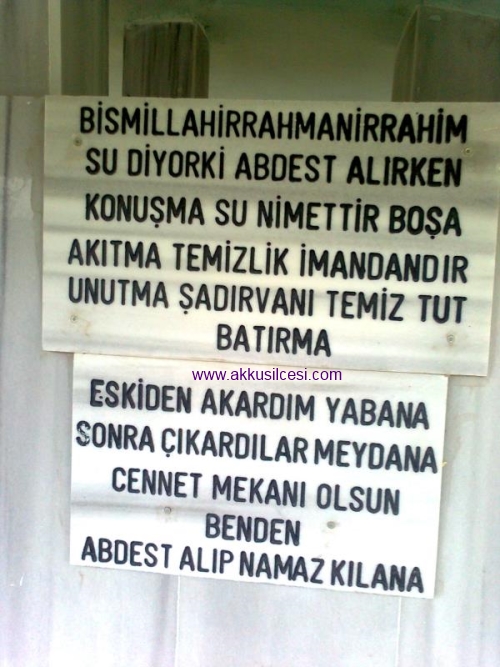 BİSMİLLAHİRRAHMANİRRAHİM
SU DİYORKİ ABDEST ALIRKEN
KONUŞMA SU NİMETTİR BOŞA
AKITMA TEMİZLİK İMANDANDIR
UNUTMA ŞADIRVANI TEMİZ TUT
BATIRMA
www.akkusilcesi.com
ESKİDEN AKARDIM YABANA
SONRA ÇIKARDILAR MEYDANA
CENNET MEKANI OLSUN
BENDEN
ABDEST ALIP NAMAZ KILANA